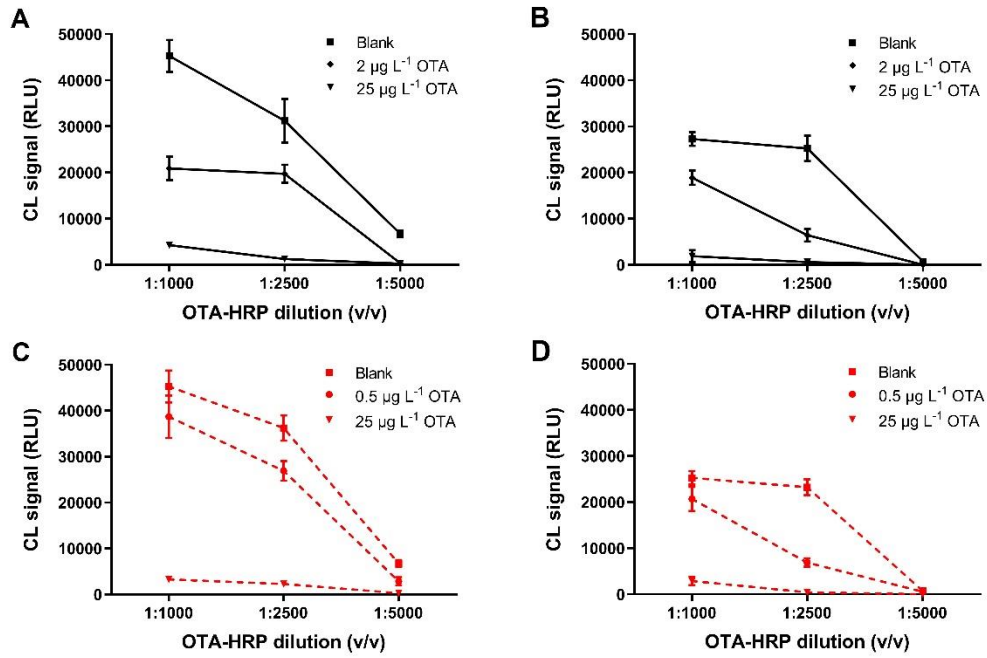 A
CL signal (RLU)
50000
40000
30000
20000
10000
0
1:1000
1:2500
1:5000
OTA-HRP dilution (v/v)
Blank
2 µg L⁻¹ OTA
25 µg L⁻¹ OTA
B
CL signal (RLU)
50000
40000
30000
20000
10000
0
1:1000
1:2500
1:5000
OTA-HRP dilution (v/v)
Blank
2 µg L⁻¹ OTA
25 µg L⁻¹ OTA
C
CL signal (RLU)
50000
40000
30000
20000
10000
0
1:1000
1:2500
1:5000
OTA-HRP dilution (v/v)
Blank
0.5 µg L⁻¹ OTA
25 µg L⁻¹ OTA
D
CL signal (RLU)
50000
40000
30000
20000
10000
0
1:1000
1:2500
1:5000
OTA-HRP dilution (v/v)
Blank
0.5 µg L⁻¹ OTA
25 µg L⁻¹ OTA